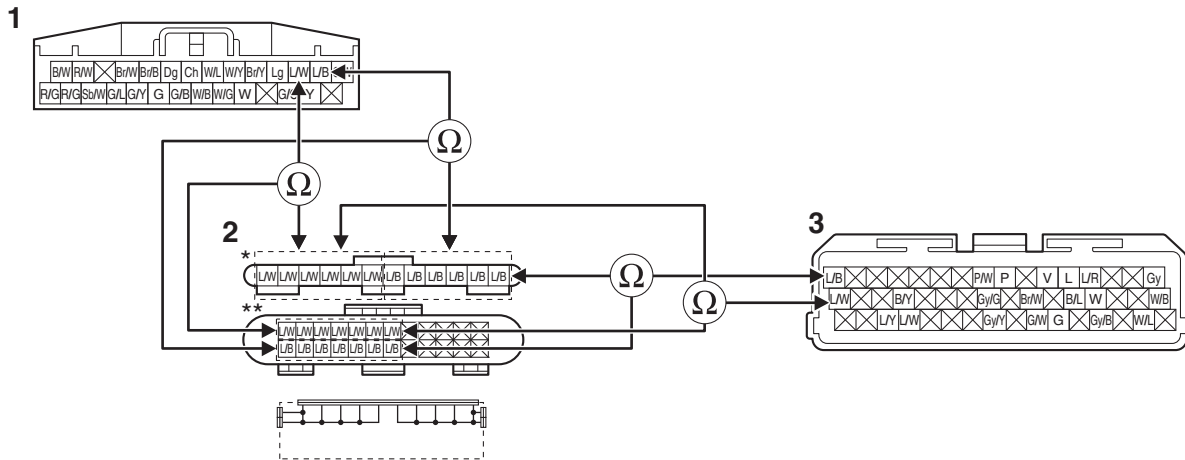 1
B/W R/W Br/W Br/B Dg Ch W/L W/Y Br/Y Lg L/W L/B
R/G R/G Sb/W G/L G/Y G G/B W/B W/G W G/ Y
Ω
Ω
2
3
*
L/W L/W L/W L/W L/W L/W L/B L/B L/B L/B L/B L/B
Ω
L/B P/W P V L L/R Gy
**
Ω
L/W B/Y Gy/G Br/W B/L W W/B
L/W L/W L/W L/W L/W L/W L/W
L/Y L/W Gy/Y G/W G Gy/B W/L
L/B L/B L/B L/B L/B L/B L/B